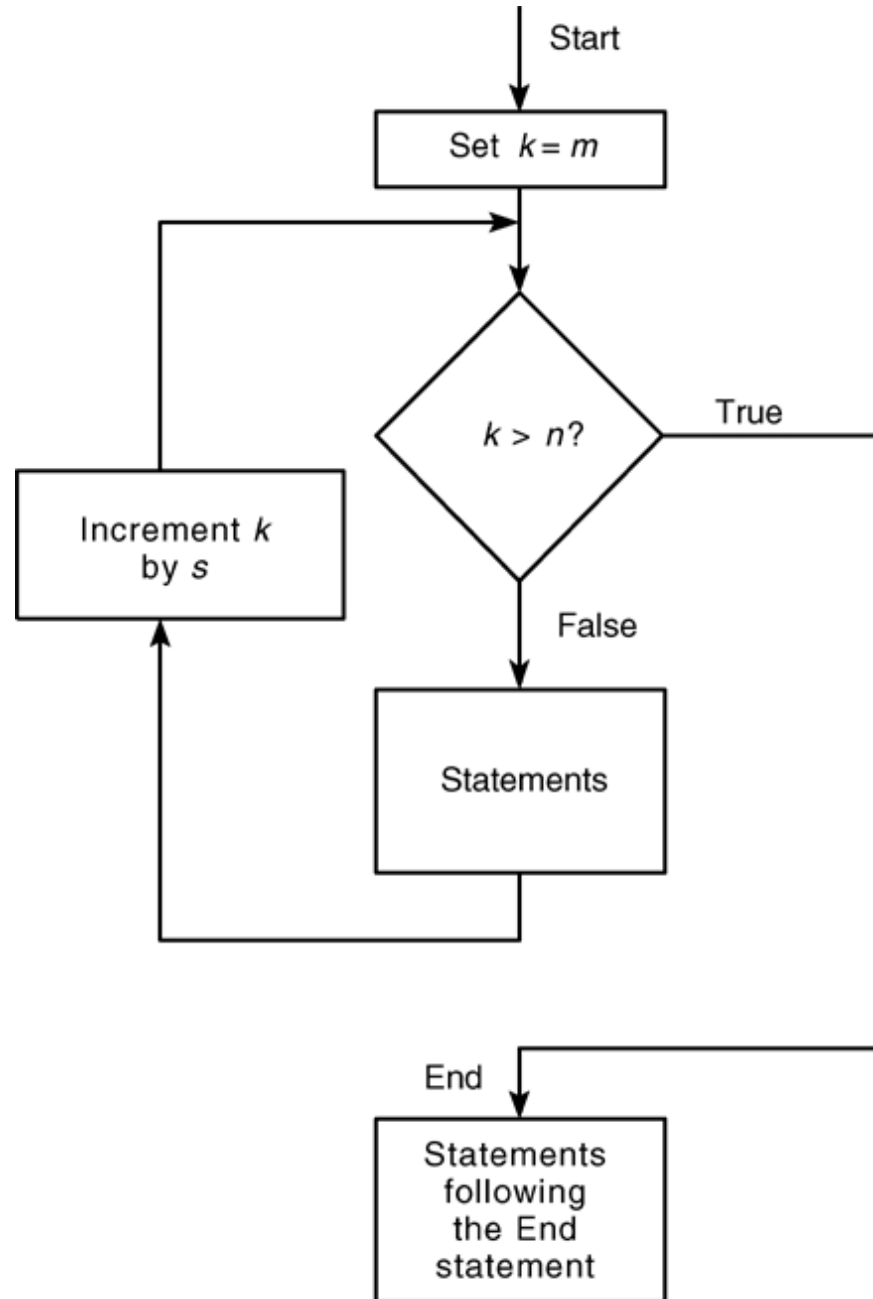 Start
Set k = m
k > n?
True
Increment k
by s
False
Statements
End
Statements
following
the End
statement